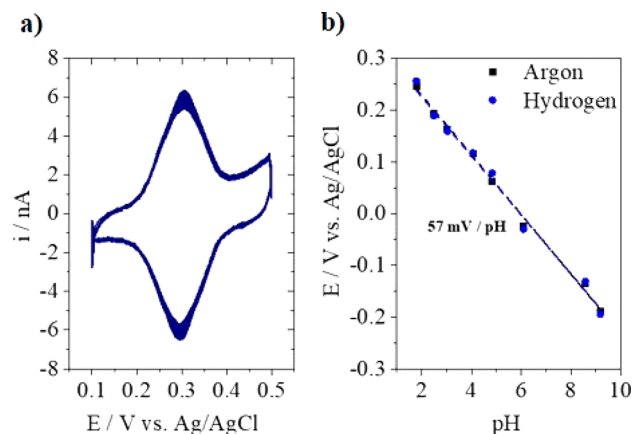 a)
i / nA
8
6
4
2
0
-2
-4
-6
-8
0.1 0.2 0.3 0.4 0.5
E / V vs. Ag/AgCl
b)
E / V vs. Ag/AgCl
0.3
0.2
0.1
0.0
-0.1
-0.2
-0.3
Argon
Hydrogen
57 mV / pH
2 4 6 8 10
pH